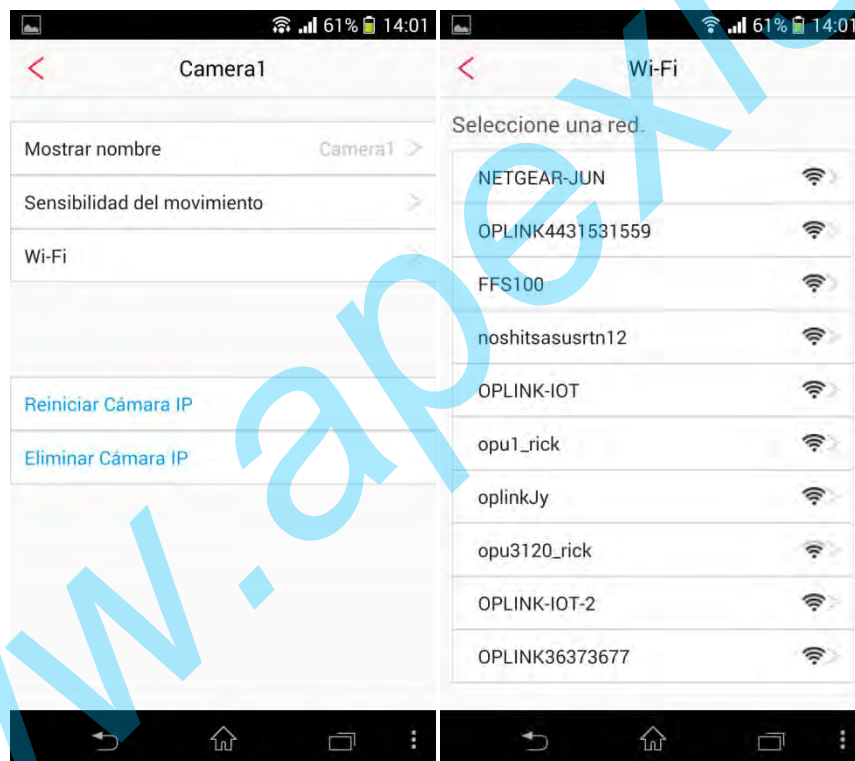 61% 14:01
Camera1
Mostrar nombre Camera1
Sensibilidad del movimiento
Wi-Fi
Reiniciar Cámara IP
Eliminar Cámara IP
61% 14:01
Wi-Fi
Seleccione una red.
NETGEAR-JUN
OPLINK4431531559
FFS100
noshitsasusrtn12
OPLINK-IOT
opu1_rick
oplinkJy
opu3120_rick
OPLINK-IOT-2
OPLINK36373677
w.apexis